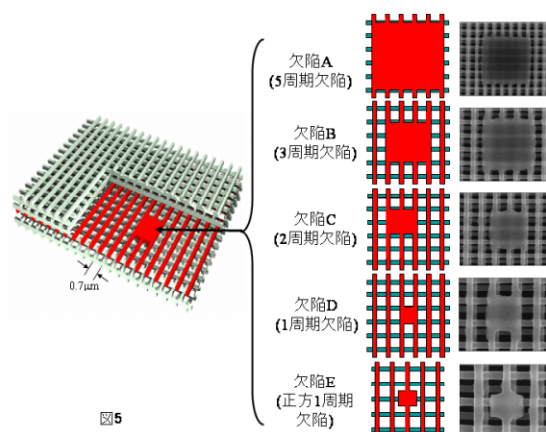 欠陥A
(5周期欠陥)
欠陥B
(3周期欠陥)
欠陥C
(2周期欠陥)
欠陥D
(1周期欠陥)
欠陥E
(正方1周期
欠陥)
0.7μm
図5